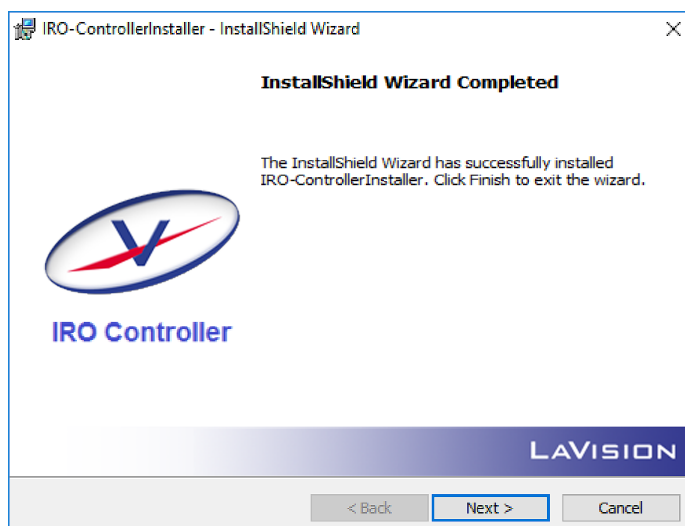 IRO-ControllerInstaller - InstallShield Wizard
InstallShield Wizard Completed
The InstallShield Wizard has successfully installed
IRO-ControllerInstaller. Click Finish to exit the wizard.
V
IRO Controller
LAVISION
< Back
Next >
Cancel